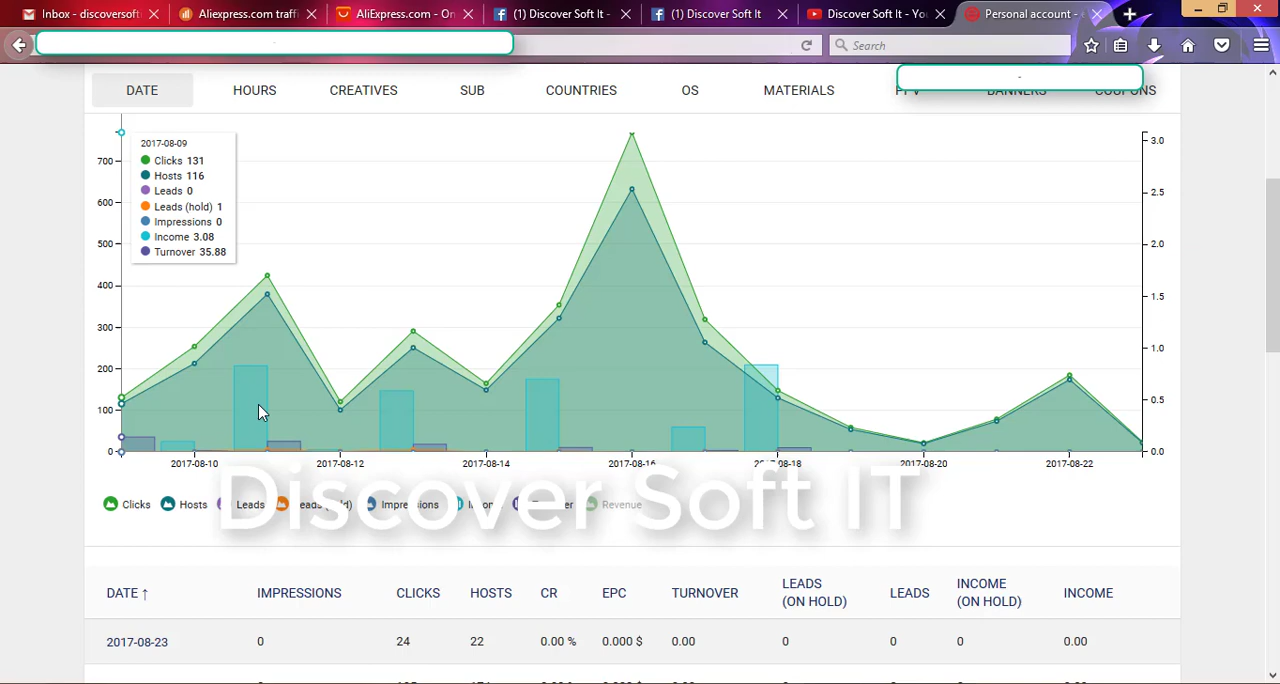 Inbox - discoversoft
Aliexpress.com traffi
AliExpress.com - On
(1) Discover Soft It -
(1) Discover Soft It
Discover Soft It - Yo
Personal account -
Search
DATE HOURS CREATIVES SUB COUNTRIES OS MATERIALS BANNERS COUPONS
2017-08-09
Clicks 131
Hosts 116
Leads 0
Leads (hold) 1
Impressions 0
Income 3.08
Turnover 35.88
700
600
500
400
300
200
100
0
3.0
2.5
2.0
1.5
1.0
0.5
0.0
2017-08-10 2017-08-12 2017-08-14 2017-08-16 2017-08-18 2017-08-20 2017-08-22
Clicks Hosts Leads Leads (hold) Impressions Income Turnover Revenue
Discover Soft IT
DATE ↑ IMPRESSIONS CLICKS HOSTS CR EPC TURNOVER LEADS (ON HOLD) LEADS INCOME (ON HOLD) INCOME
2017-08-23 0 24 22 0.00 % 0.000 $ 0.00 0 0 0 0.00